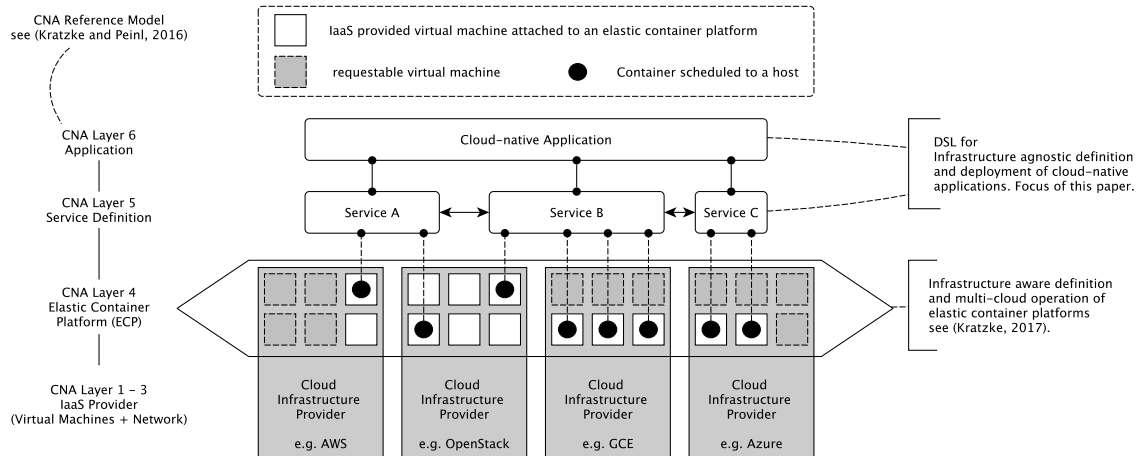 CNA Reference Model
see (Kratzke and Peinl, 2016)
IaaS provided virtual machine attached to an elastic container platform
requestable virtual machine
Container scheduled to a host
CNA Layer 6
Application
Cloud-native Application
DSL for
Infrastructure agnostic definition
and deployment of cloud-native
applications. Focus of this paper.
CNA Layer 5
Service Definition
Service A
Service B
Service C
CNA Layer 4
Elastic Container
Platform (ECP)
Infrastructure aware definition
and multi-cloud operation of
elastic container platforms
see (Kratzke, 2017).
CNA Layer 1 - 3
IaaS Provider
(Virtual Machines + Network)
Cloud
Infrastructure
Provider
e.g. AWS
Cloud
Infrastructure
Provider
e.g. OpenStack
Cloud
Infrastructure
Provider
e.g. GCE
Cloud
Infrastructure
Provider
e.g. Azure